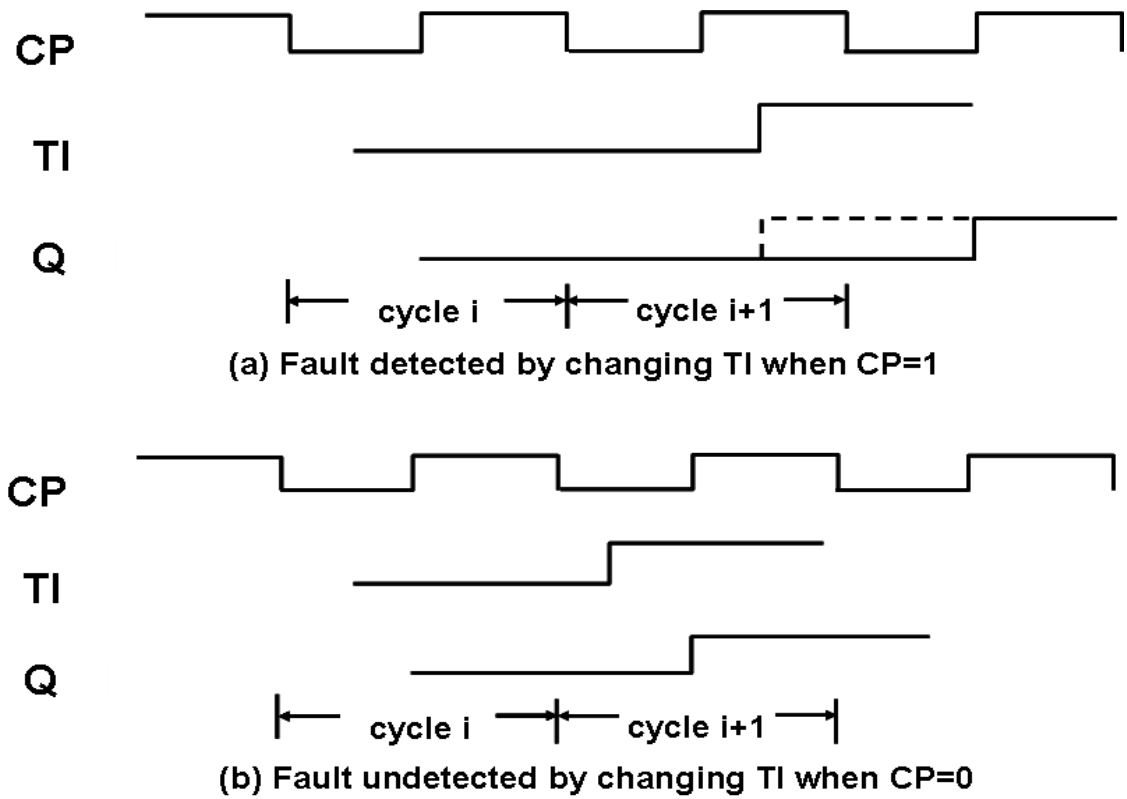 CP
TI
Q
cycle i
cycle i+1
(a) Fault detected by changing TI when CP=1
CP
TI
Q
cycle i
cycle i+1
(b) Fault undetected by changing TI when CP=0